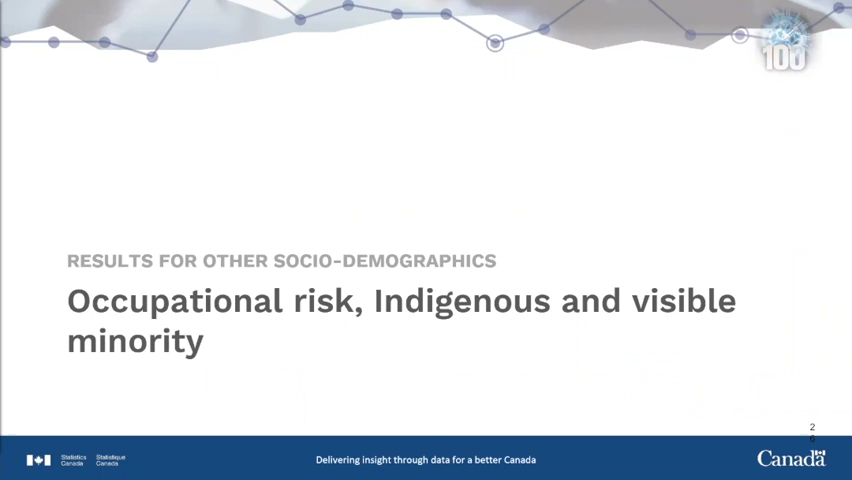 100
RESULTS FOR OTHER SOCIO-DEMOGRAPHICS
Occupational risk, Indigenous and visible
minority
2
6
Statistics Statistique
Canada Canada
Delivering insight through data for a better Canada
Canada